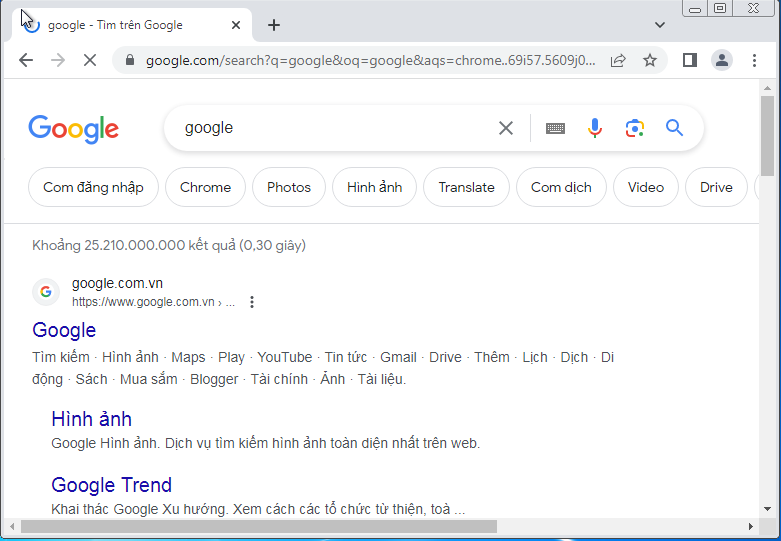 google - Tìm trên Google
google.com/search?q=google&oq=google&aqs=chrome..69i57.5609j0...
Google
google
Com đăng nhập
Chrome
Photos
Hình ảnh
Translate
Com dịch
Video
Drive
Khoảng 25.210.000.000 kết quả (0,30 giây)
G
google.com.vn
https://www.google.com.vn › ...
Google
Tìm kiếm · Hình ảnh · Maps · Play · YouTube · Tin tức · Gmail · Drive · Thêm · Lịch · Dịch · Di
động · Sách · Mua sắm · Blogger · Tài chính · Ảnh · Tài liệu.
Hình ảnh
Google Hình ảnh. Dịch vụ tìm kiếm hình ảnh toàn diện nhất trên web.
Google Trend
Khai thác Google Xu hướng. Xem cách các tổ chức từ thiện, toà ...